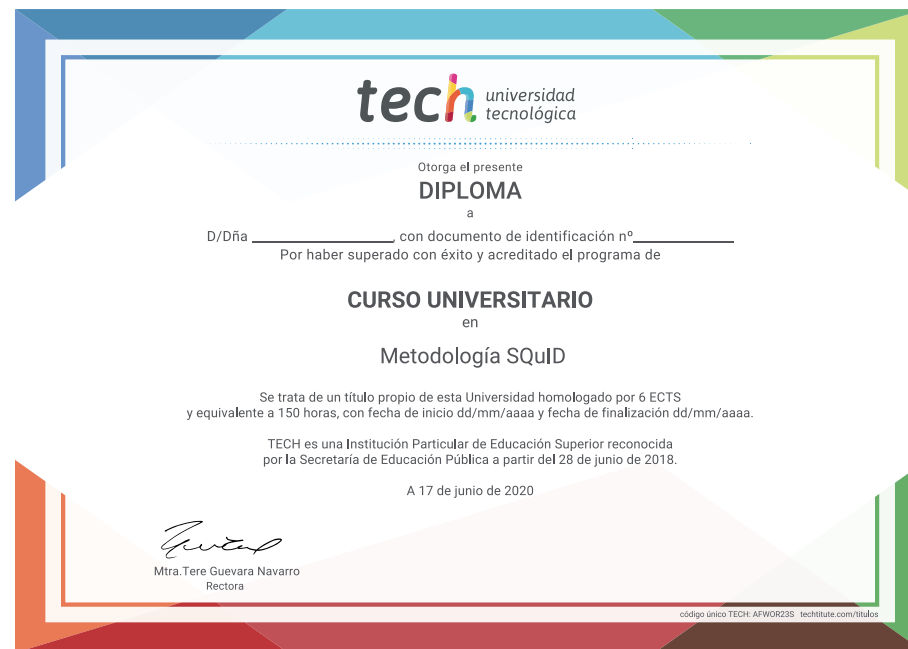 tech universidad
tecnológica
Otorga el presente
DIPLOMA
a
D/Dña ____________, con documento de identificación nº____________
Por haber superado con éxito y acreditado el programa de
CURSO UNIVERSITARIO
en
Metodología SQuID
Se trata de un título propio de esta Universidad homologado por 6 ECTS
y equivalente a 150 horas, con fecha de inicio dd/mm/aaaa y fecha de finalización dd/mm/aaaa.
TECH es una Institución Particular de Educación Superior reconocida
por la Secretaría de Educación Pública a partir del 28 de junio de 2018.
A 17 de junio de 2020
Mtra.Tere Guevara Navarro
Rectora
código único TECH: AFWOR23S techtitute.com/titulos